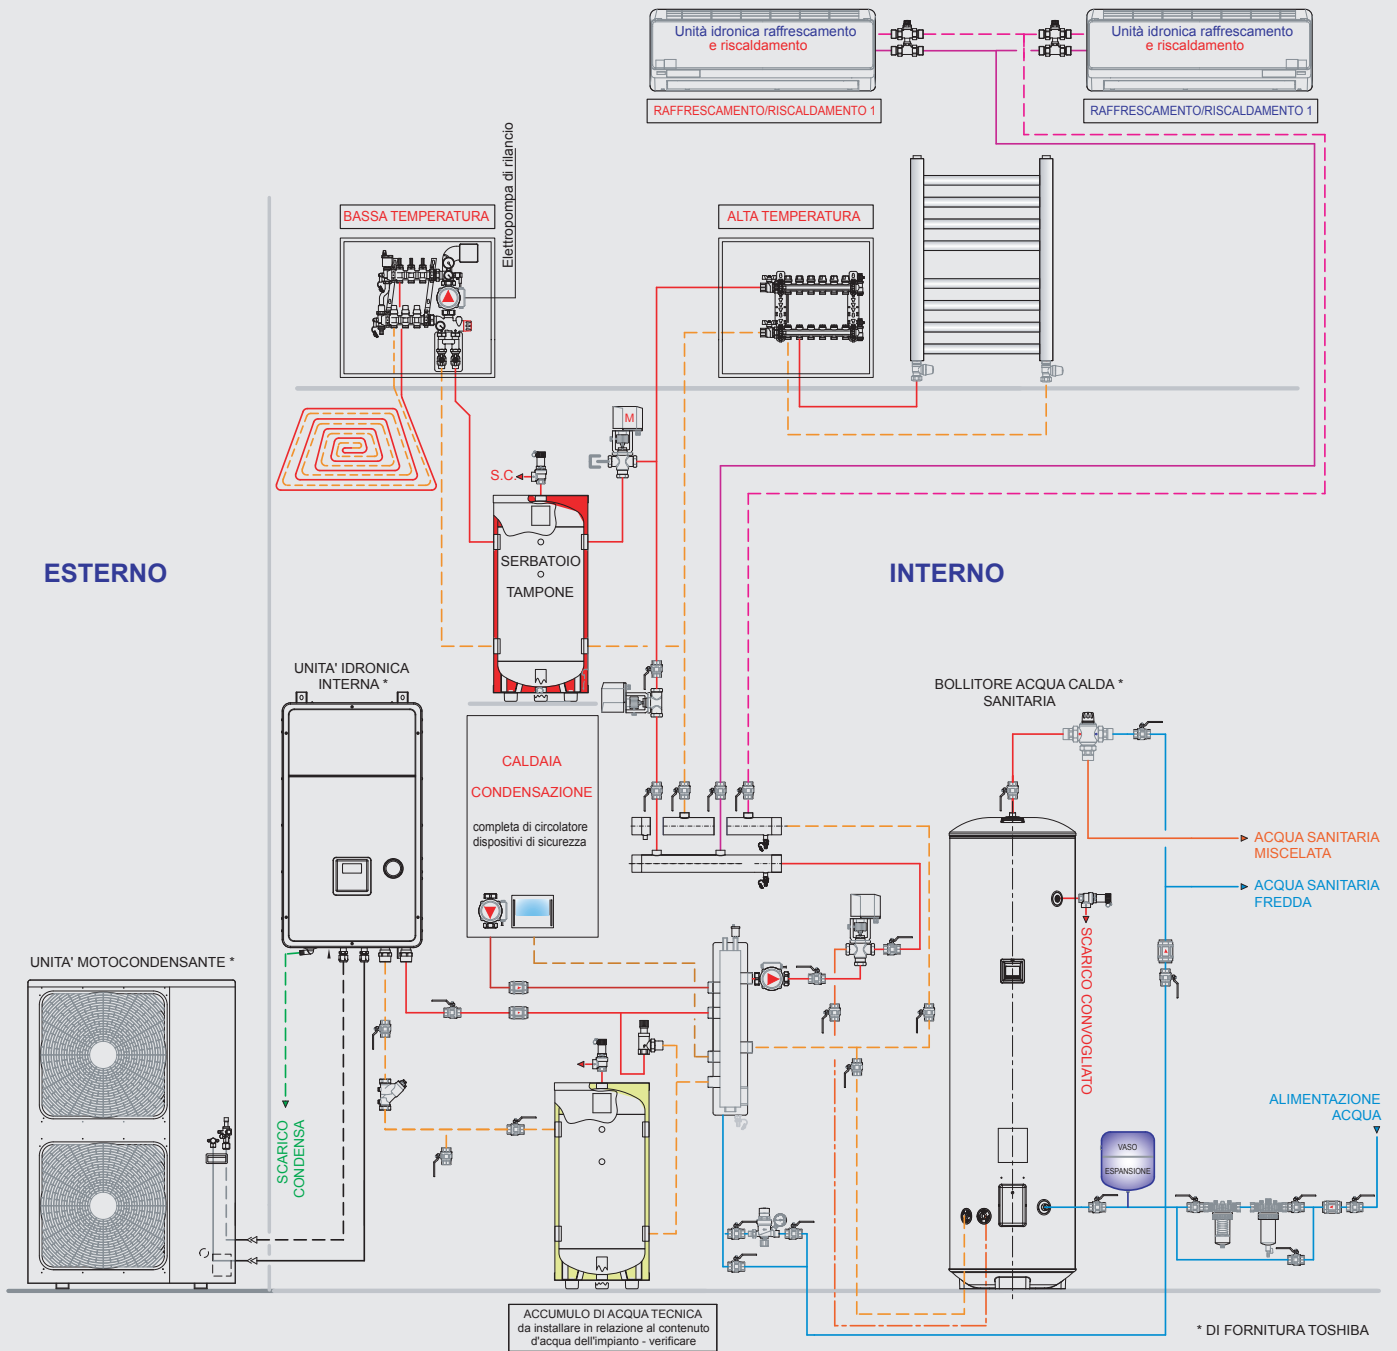 Unità idronica raffrescamento
e riscaldamento
Unità idronica raffrescamento
e riscaldamento
RAFFRESCAMENTO/RISCALDAMENTO 1
RAFFRESCAMENTO/RISCALDAMENTO 1
Elettropompa di rilancio
BASSA TEMPERATURA
ALTA TEMPERATURA
M
S.C.
SERBATOIO
TAMPONE
ESTERNO
INTERNO
UNITA' IDRONICA
INTERNA *
BOLLITORE ACQUA CALDA *
SANITARIA
CALDAIA
CONDENSAZIONE
completa di circolatore
dispositivi di sicurezza
ACQUA SANITARIA
MISCELATA
ACQUA SANITARIA
FREDDA
SCARICO CONVOGLIATO
UNITA' MOTOCONDENSANTE *
SCARICO
CONDENSA
ALIMENTAZIONE
ACQUA
VASO
ESPANSIONE
ACCUMULO DI ACQUA TECNICA
da installare in relazione al contenuto
d'acqua dell'impianto - verificare
* DI FORNITURA TOSHIBA